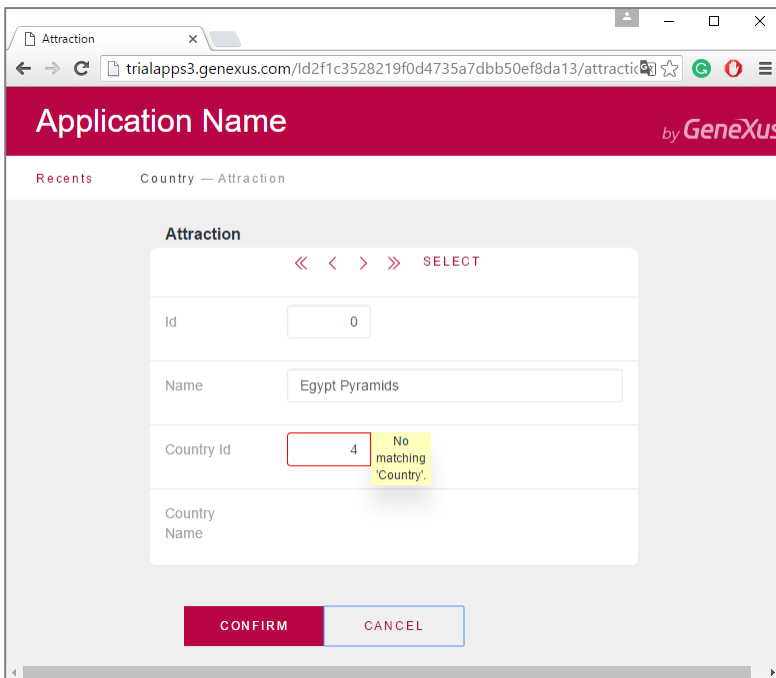 Attraction
trialapps3.genexus.com/Id2f1c3528219f0d4735a7dbb50ef8da13/attractic
Application Name
by GeneXus
Recents Country — Attraction
Attraction
SELECT
Id 0
Name Egypt Pyramids
Country Id 4
No
matching
'Country'.
Country
Name
CONFIRM CANCEL